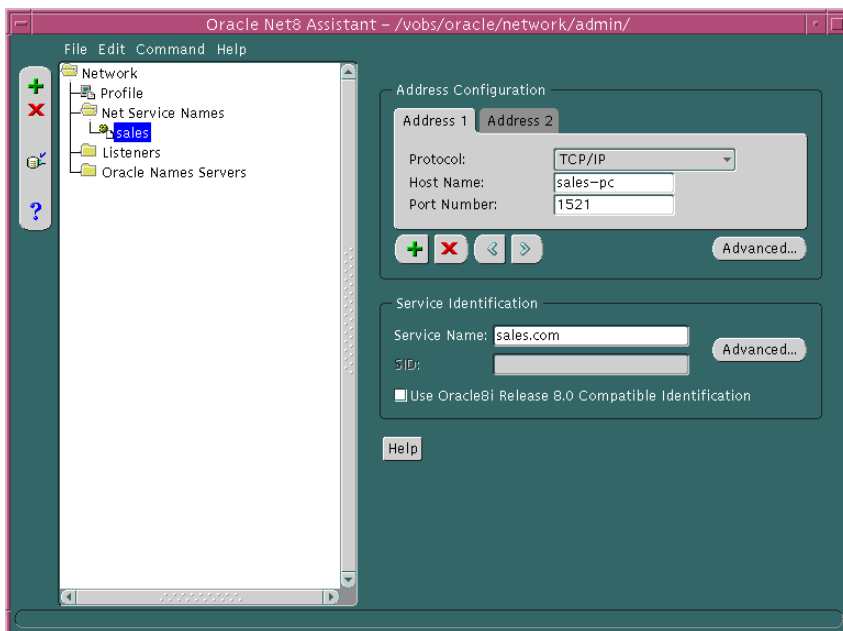 Oracle Net8 Assistant – /vobs/oracle/network/admin/
File Edit Command Help
Network
Profile
Net Service Names
sales
Listeners
Oracle Names Servers
?
Address Configuration
Address 1 Address 2
Protocol: TCP/IP
Host Name: sales-pc
Port Number: 1521
Advanced...
Service Identification
Service Name: sales.com
Advanced...
SID:
Use Oracle8i Release 8.0 Compatible Identification
Help